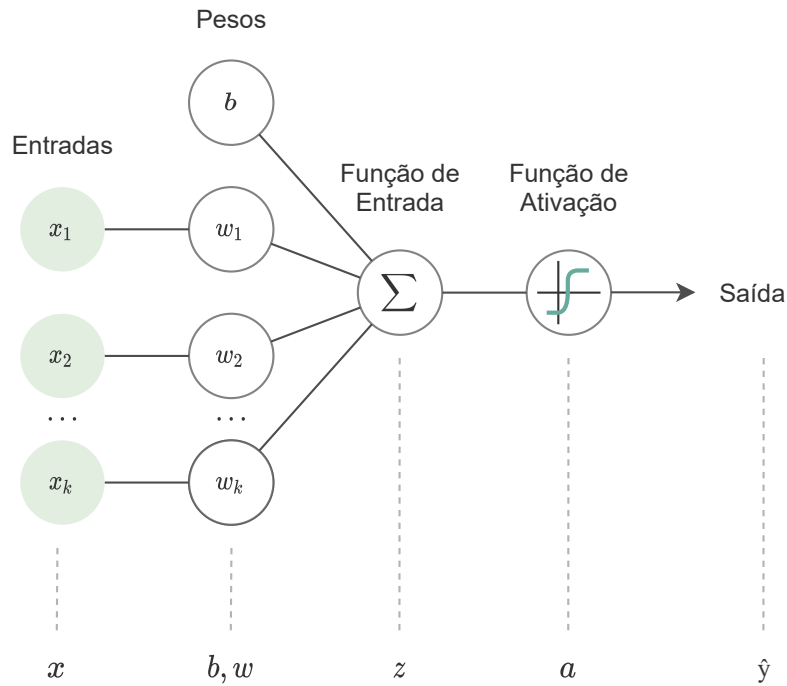 Pesos
b
Entradas
Função de
Entrada
Função de
Ativação
x₁
w₁
∑
Saída
x₂
w₂
...
...
xₖ
wₖ
x
b, w
z
a
ŷ